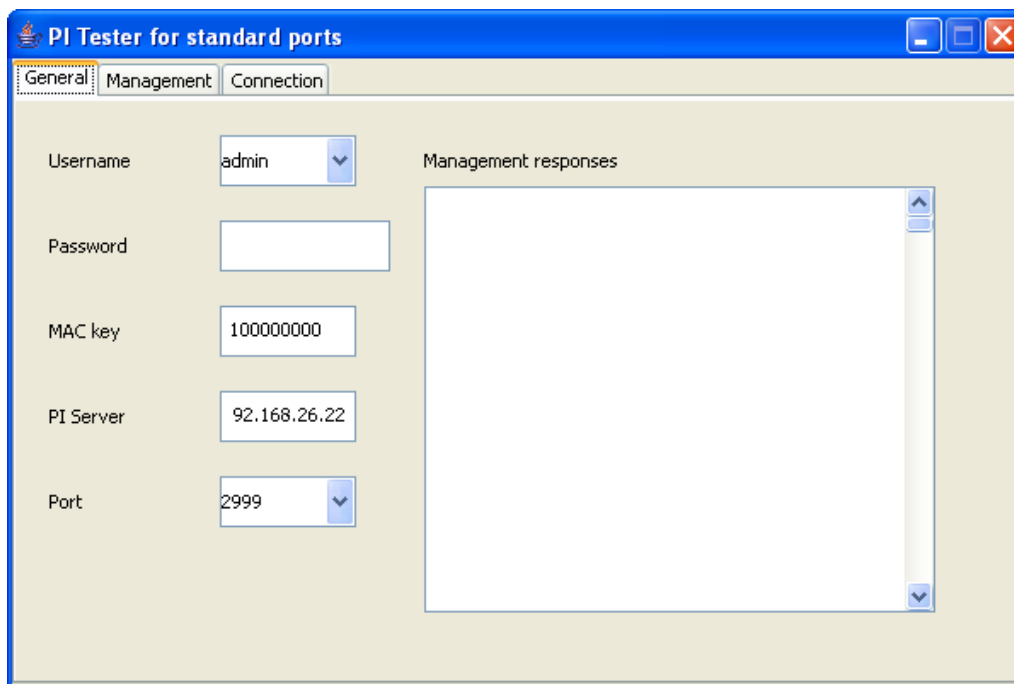 PI Tester for standard ports
General Management Connection
Username admin Management responses
Password
MAC key 100000000
PI Server 92.168.26.22
Port 2999